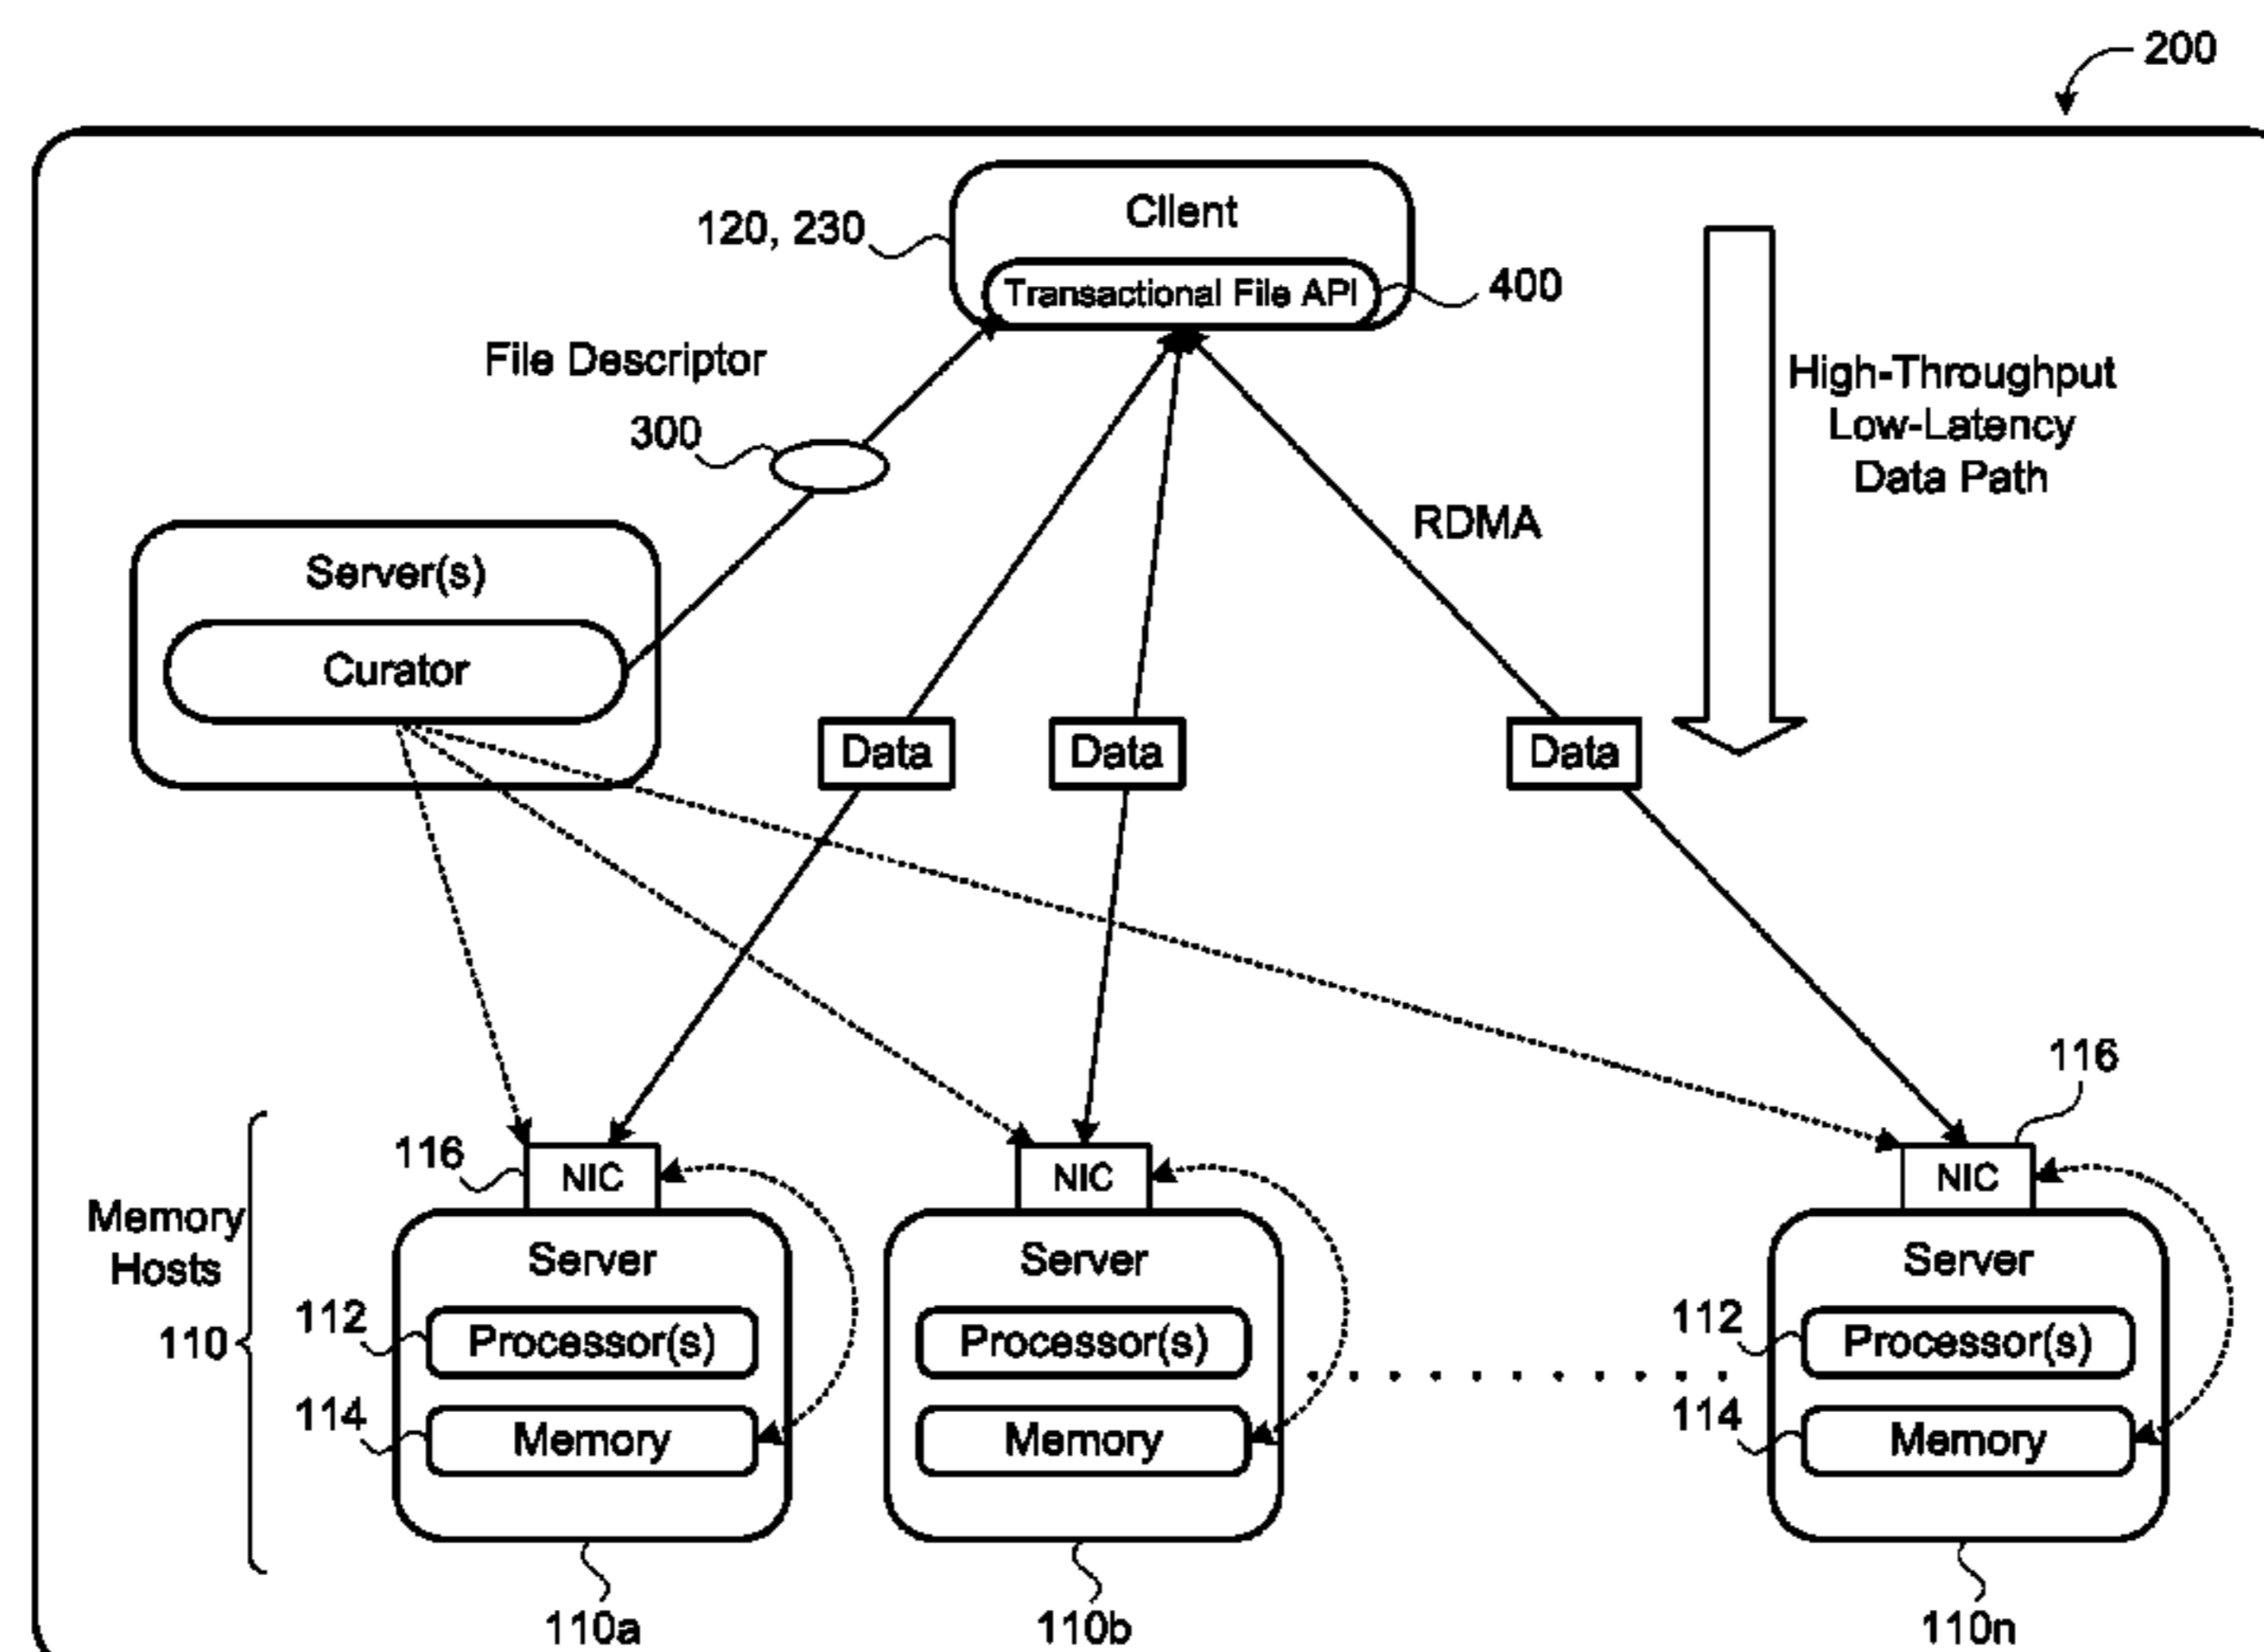 200
Client
120, 230
Transactional File API
400
File Descriptor
High-Throughput
Low-Latency
Data Path
300
RDMA
Server(s)
Curator
Data
Data
Data
116
116
NIC
NIC
NIC
Memory
Hosts
110
Server
Server
Server
112
Processor(s)
Processor(s)
112
Processor(s)
114
Memory
Memory
114
Memory
110a
110b
110n